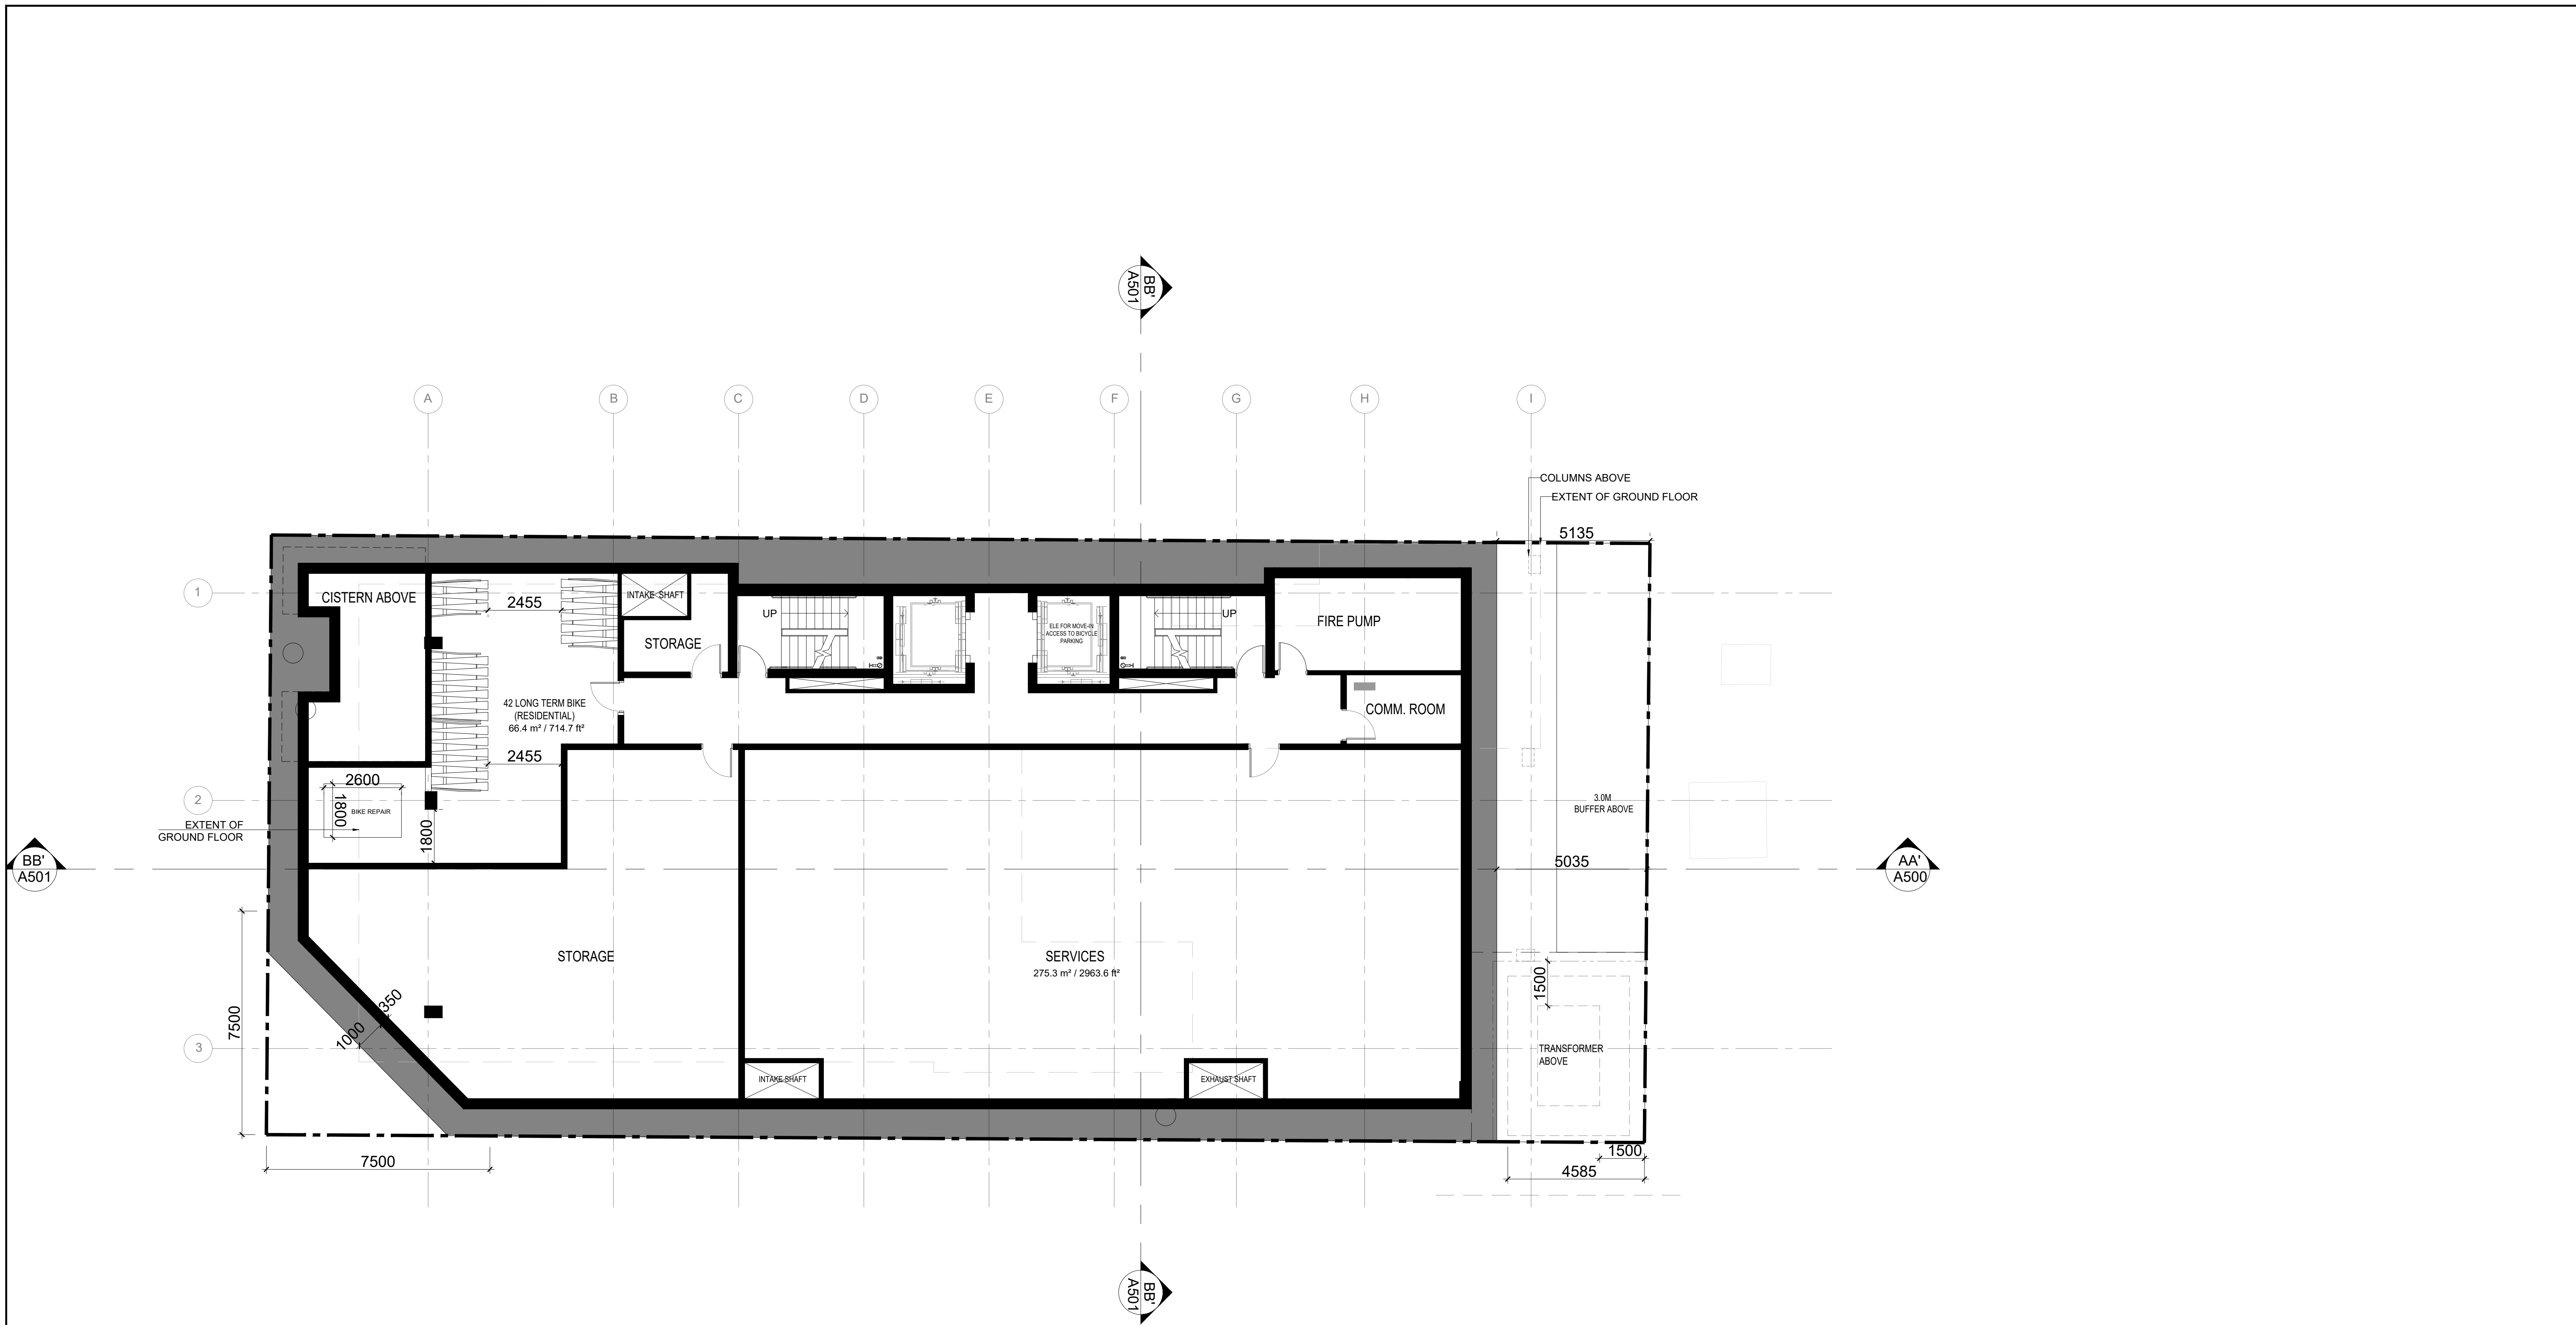 BB'
A501
A
B
C
D
E
F
G
H
I
COLUMNS ABOVE
EXTENT OF GROUND FLOOR
5135
1
CISTERN ABOVE
2455
INTAKE SHAFT
STORAGE
UP
ELE FOR MOVE-IN
ACCESS TO BICYCLE
PARKING
UP
FIRE PUMP
42 LONG TERM BIKE
(RESIDENTIAL)
66.4 m² / 714.7 ft²
COMM. ROOM
2455
2600
1800
BIKE REPAIR
2
EXTENT OF
GROUND FLOOR
1800
3.0M
BUFFER ABOVE
BB'
A501
5035
AA'
A500
STORAGE
SERVICES
275.3 m² / 2963.6 ft²
1500
350
1000
7500
3
TRANSFORMER
ABOVE
INTAKE SHAFT
EXHAUST SHAFT
7500
1500
4585
BB'
A501